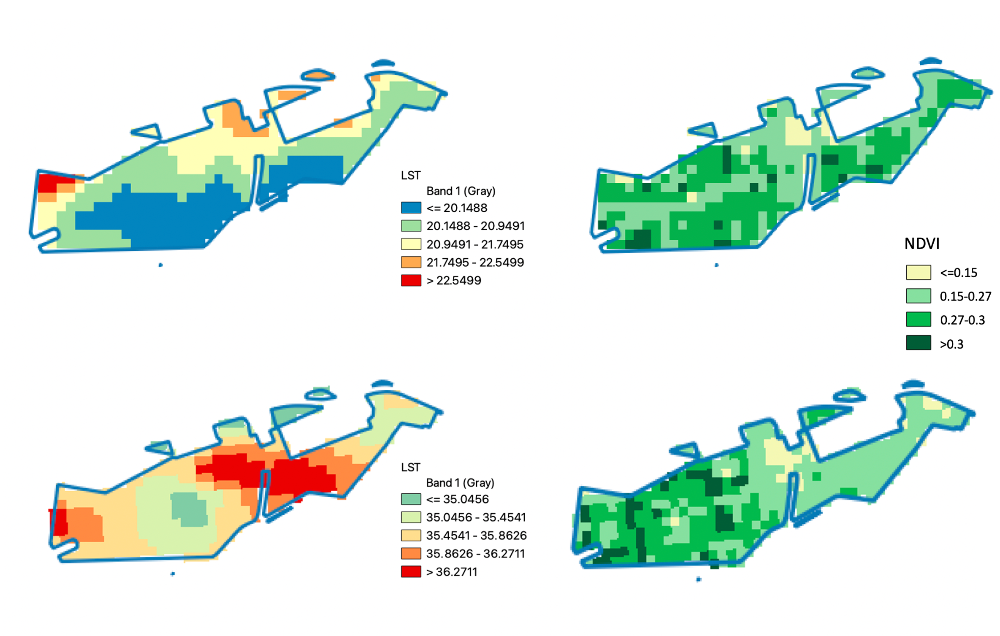 LST
Band 1 (Gray)
<= 20.1488
20.1488 - 20.9491
20.9491 - 21.7495
21.7495 - 22.5499
> 22.5499
NDVI
<=0.15
0.15-0.27
0.27-0.3
>0.3
LST
Band 1 (Gray)
<= 35.0456
35.0456 - 35.4541
35.4541 - 35.8626
35.8626 - 36.2711
> 36.2711